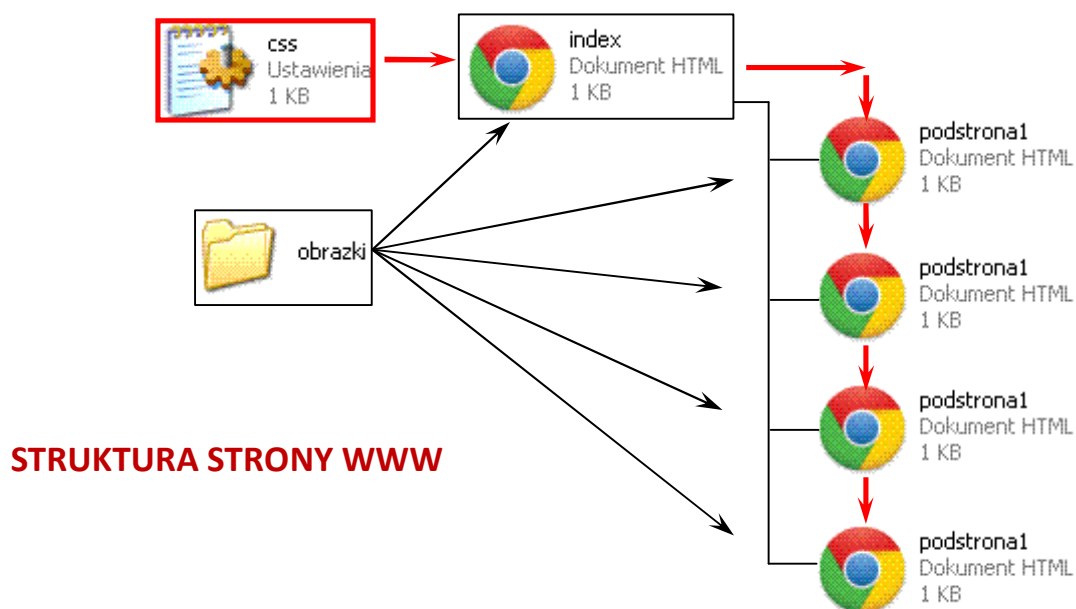 css
Ustawienia
1 KB
index
Dokument HTML
1 KB
podstrona1
Dokument HTML
1 KB
obrazki
podstrona1
Dokument HTML
1 KB
podstrona1
Dokument HTML
1 KB
STRUKTURA STRONY WWW
podstrona1
Dokument HTML
1 KB